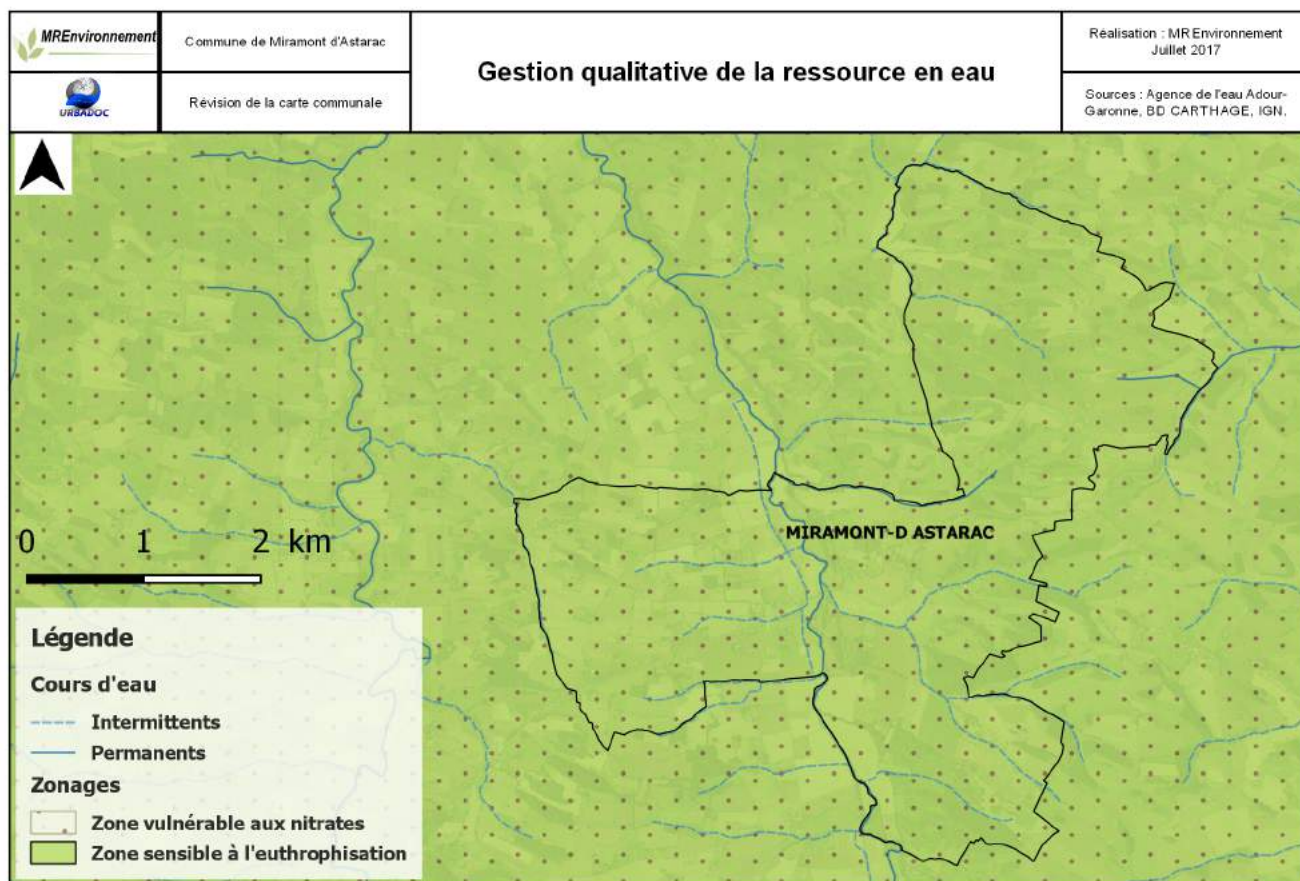 MREnvironnement
Commune de Miramont d'Astarac
URBADOC
Révision de la carte communale
Gestion qualitative de la ressource en eau
Réalisation : MREnvironnement
Juillet 2017
Sources : Agence de l'eau Adour-
Garonne, BD CARTHAGE, IGN.
MIRAMONT-D ASTARAC
0 1 2 km
Légende
Cours d'eau
Intermittents
Permanents
Zonages
Zone vulnérable aux nitrates
Zone sensible à l'euthrophisation